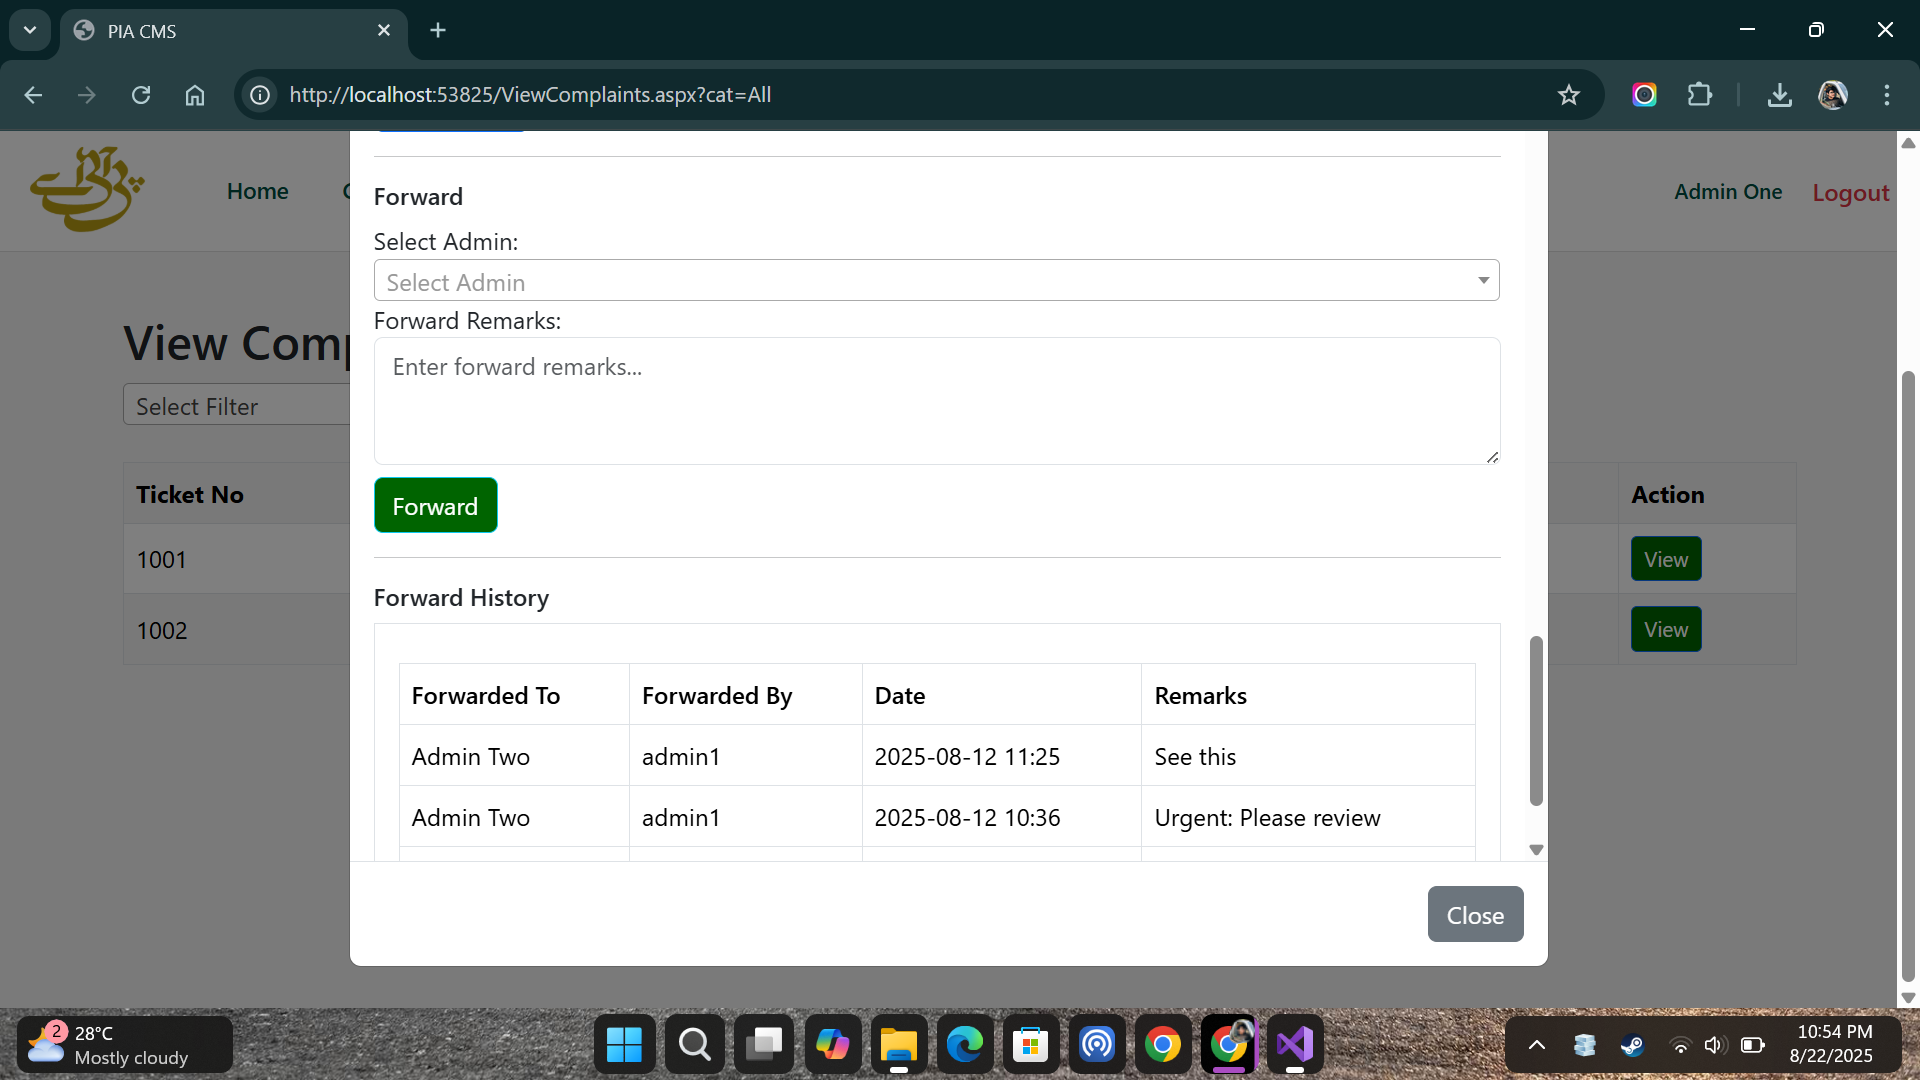 PIA CMS
http://localhost:53825/ViewComplaints.aspx?cat=All
Home
Admin One
Logout
Forward
Select Admin:
Select Admin
Forward Remarks:
Enter forward remarks...
Forward
View Comp
Select Filter
Ticket No
Action
1001
View
1002
View
Forward History
Forwarded To Forwarded By Date Remarks
Admin Two admin1 2025-08-12 11:25 See this
Admin Two admin1 2025-08-12 10:36 Urgent: Please review
Close
2
28°C
Mostly cloudy
10:54 PM
8/22/2025